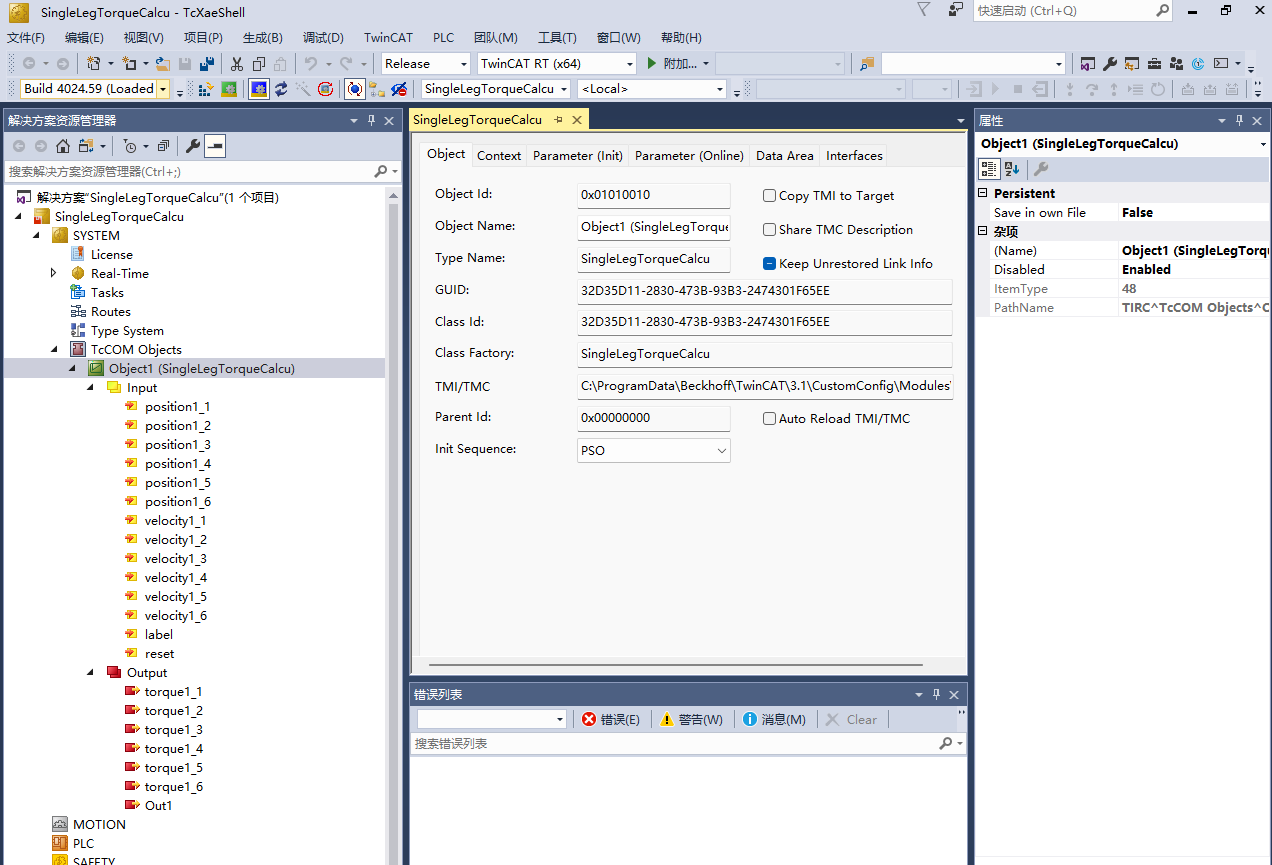 SingleLegTorqueCalcu - TcXaeShell
快速启动 (Ctrl+Q)
文件(F) 编辑(E) 视图(V) 项目(P) 生成(B) 调试(D) TwinCAT PLC 团队(M) 工具(T) 窗口(W) 帮助(H)
Release TwinCAT RT (x64) 附加...
Build 4024.59 (Loaded SingleLegTorqueCalcu <Local>
解决方案资源管理器
搜索解决方案资源管理器(Ctrl+;)
解决方案"SingleLegTorqueCalcu"(1 个项目)
SingleLegTorqueCalcu
SYSTEM
License
Real-Time
Tasks
Routes
Type System
TcCOM Objects
Object1 (SingleLegTorqueCalcu)
Input
position1_1
position1_2
position1_3
position1_4
position1_5
position1_6
velocity1_1
velocity1_2
velocity1_3
velocity1_4
velocity1_5
velocity1_6
label
reset
Output
torque1_1
torque1_2
torque1_3
torque1_4
torque1_5
torque1_6
Out1
MOTION
PLC
SAFETY
SingleLegTorqueCalcu
Object Context Parameter (Init) Parameter (Online) Data Area Interfaces
Object Id: 0x01010010 Copy TMI to Target
Object Name: Object1 (SingleLegTorque Share TMC Description
Type Name: SingleLegTorqueCalcu Keep Unrestored Link Info
GUID: 32D35D11-2830-473B-93B3-2474301F65EE
Class Id: 32D35D11-2830-473B-93B3-2474301F65EE
Class Factory: SingleLegTorqueCalcu
TMI/TMC C:\ProgramData\Beckhoff\TwinCAT\3.1\CustomConfig\Modules\
Parent Id: 0x00000000 Auto Reload TMI/TMC
Init Sequence: PSO
错误列表
错误(E) 警告(W) 消息(M) Clear
搜索错误列表
属性
Object1 (SingleLegTorqueCalcu)
Persistent
Save in own File False
杂项
(Name) Object1 (SingleLegTorqu
Disabled Enabled
ItemType 48
PathName TIRC^TcCOM Objects^O